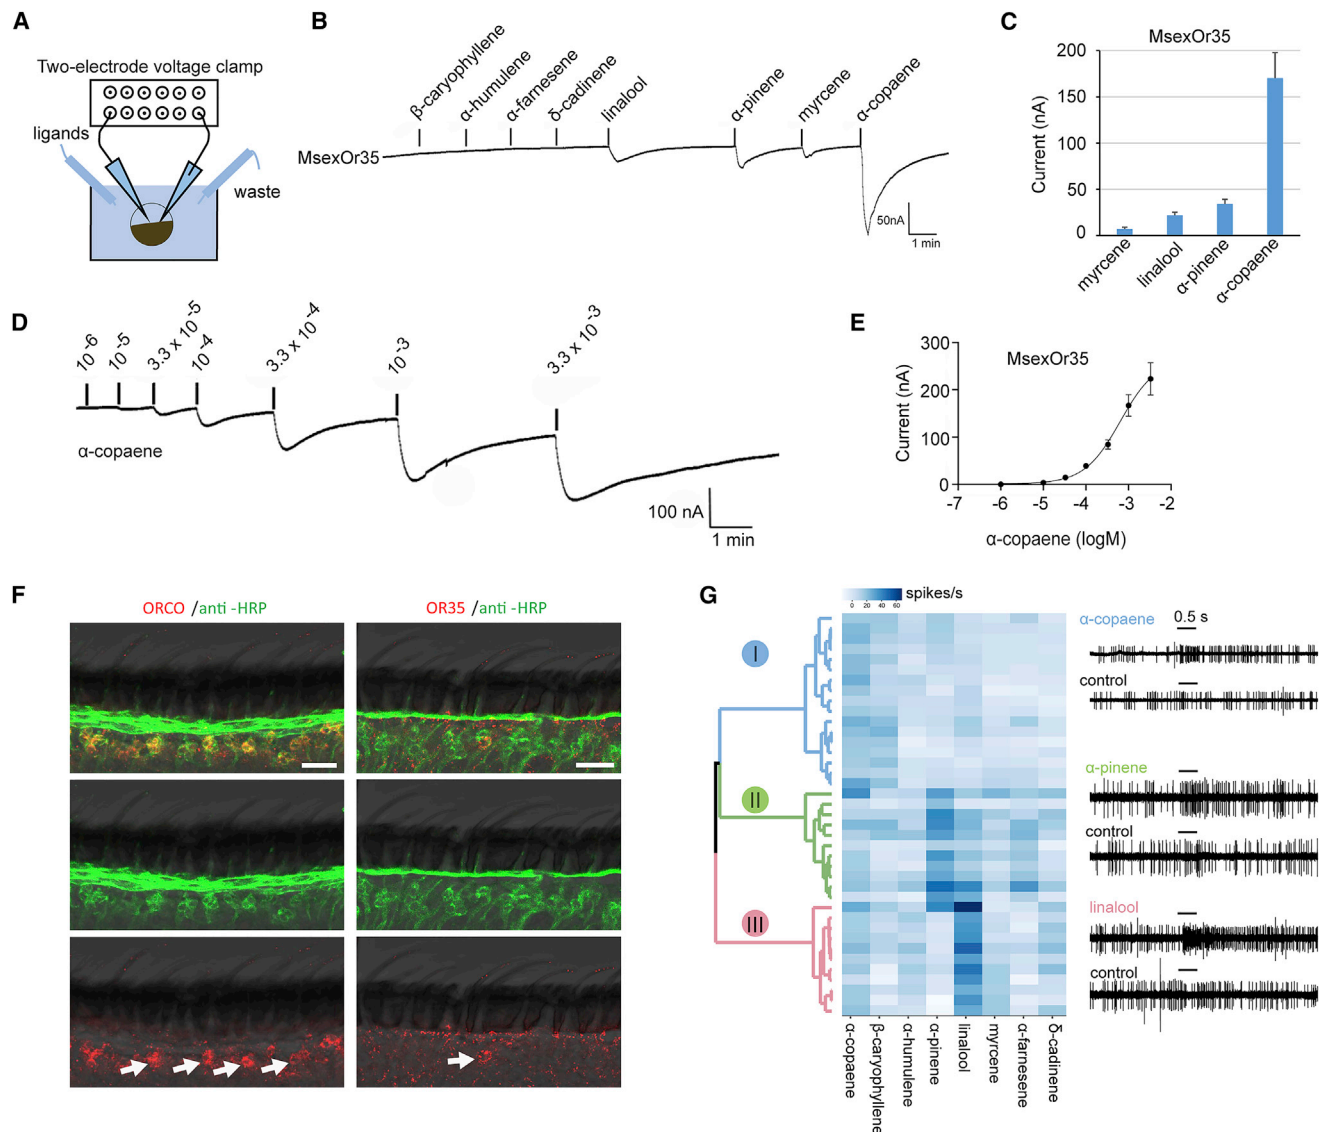 A
Two-electrode voltage clamp
ligands
waste
B
β-caryophyllene
α-humulene
α-farnesene
δ-cadinene
linalool
α-pinene
myrcene
α-copaene
MsexOr35
50nA
1 min
C
MsexOr35
Current (nA)
200
150
100
50
0
myrcene
linalool
α-pinene
α-copaene
D
10-6
10-5
3.3 x 10-5
10-4
3.3 x 10-4
10-3
3.3 x 10-3
α-copaene
100 nA
1 min
E
MsexOr35
Current (nA)
300
200
100
0
-7 -6 -5 -4 -3 -2
α-copaene (logM)
F
ORCO /anti -HRP
OR35 /anti -HRP
G
spikes/s
0 20 40 60
I
II
III
α-copaene
β-caryophyllene
α-humulene
α-pinene
linalool
myrcene
α-farnesene
δ-cadinene
α-copaene
0.5 s
control
α-pinene
control
linalool
control